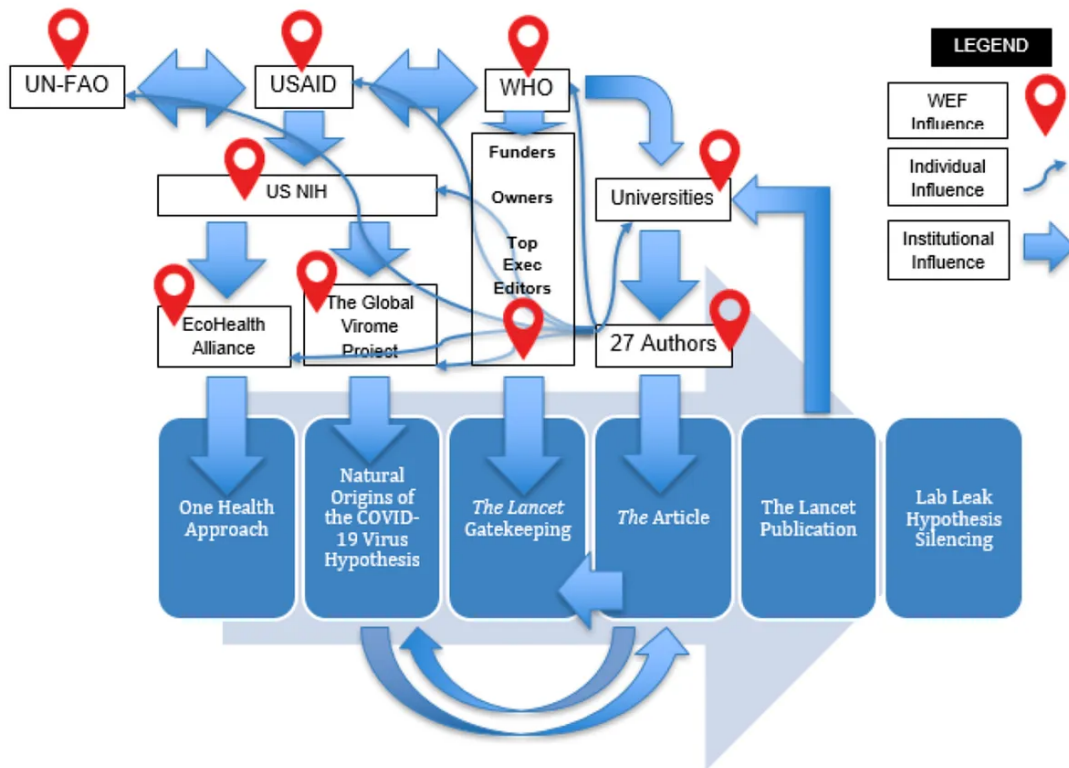 UN-FAO
USAID
WHO
LEGEND
WEF
Influence
Individual
Influence
Institutional
Influence
US NIH
Funders
Owners
Top
Exec
Editors
Universities
EcoHealth
Alliance
The Global
Virome
Project
27 Authors
One Health
Approach
Natural
Origins of
the COVID-
19 Virus
Hypothesis
The Lancet
Gatekeeping
The Article
The Lancet
Publication
Lab Leak
Hypothesis
Silencing